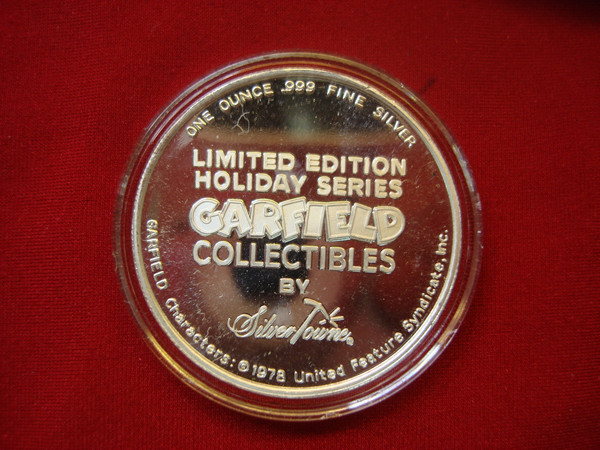 ONE OUNCE .999 FINE SILVER
LIMITED EDITION
HOLIDAY SERIES
GARFIELD
COLLECTIBLES
BY
SilverTowne
GARFIELD Characters: ©1978 United Feature Syndicate, Inc.